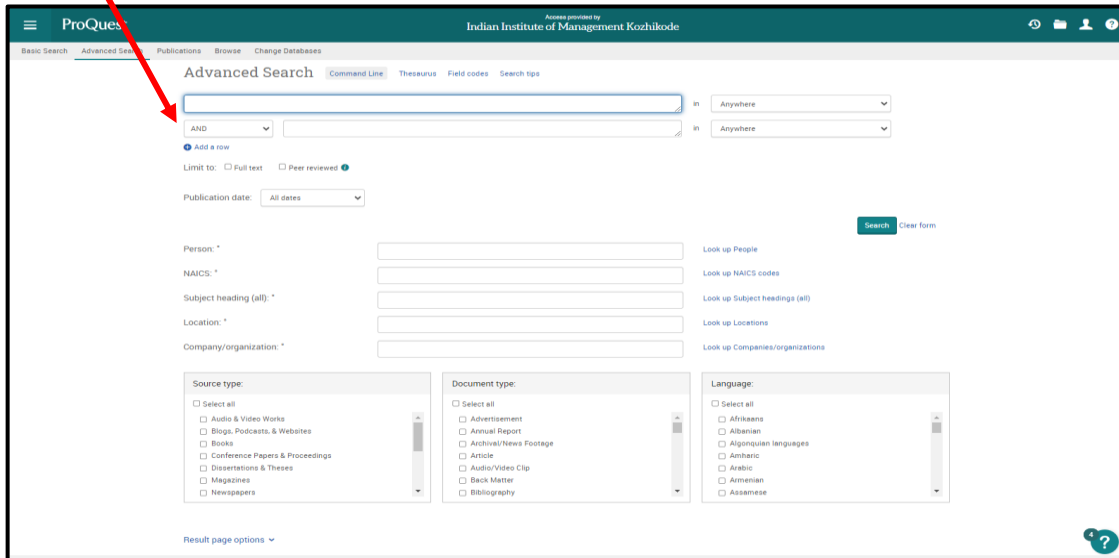 Access provided by
ProQuest Indian Institute of Management Kozhikode ?
Basic Search Advanced Search Publications Browse Change Databases
Advanced Search Command Line Thesaurus Field codes Search tips
in Anywhere
AND in Anywhere
Add a row
Limit to: Full text Peer reviewed
Publication date: All dates
Search Clear form
Person: * Look up People
NAICS: * Look up NAICS codes
Subject heading (all): * Look up Subject headings (all)
Location: * Look up Locations
Company/organization: * Look up Companies/organizations
Source type: Document type: Language:
Select all Select all Select all
Audio & Video Works Advertisement Afrikaans
Blogs, Podcasts, & Websites Annual Report Albanian
Books Archival/News Footage Algonquian languages
Conference Papers & Proceedings Article Amharic
Dissertations & Theses Audio/Video Clip Arabic
Magazines Back Matter Armenian
Newspapers Bibliography Assamese
Result page options
4 ?